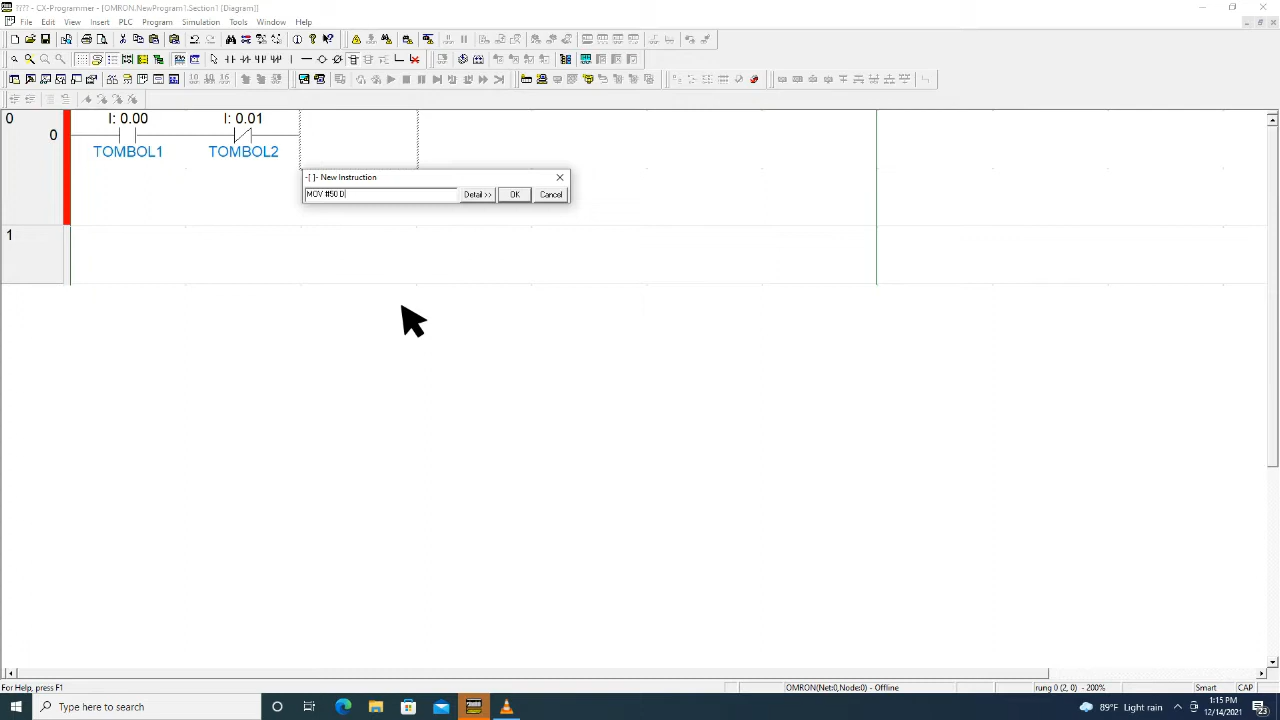 ???? - CX-Programmer - [OMRON.NewProgram1.Section1 [Diagram]]
File Edit View Insert PLC Program Simulation Tools Window Help
0
0
I: 0.00
I: 0.01
TOMBOL1
TOMBOL2
-[ ]- New Instruction
MOV #50 D
Detail >>
OK
Cancel
1
For Help, press F1
OMRON(Net:0,Node:0) - Offline
rung 0 (2, 0) - 200%
Smart
CAP
Type here to search
89°F Light rain
1:15 PM
12/14/2021
23